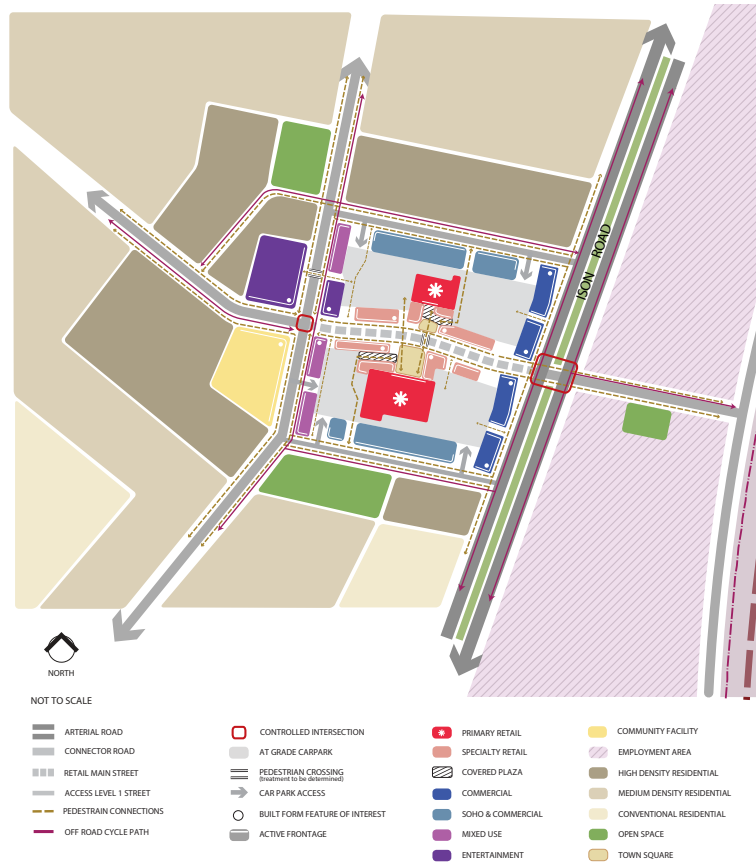 ISON ROAD
NORTH
NOT TO SCALE
ARTERIAL ROAD
CONNECTOR ROAD
RETAIL MAIN STREET
ACCESS LEVEL 1 STREET
PEDESTRAIN CONNECTIONS
OFF ROAD CYCLE PATH
CONTROLLED INTERSECTION
AT GRADE CARPARK
PEDESTRIAN CROSSING
(treatment to be determined)
CAR PARK ACCESS
BUILT FORM FEATURE OF INTEREST
ACTIVE FRONTAGE
PRIMARY RETAIL
SPECIALTY RETAIL
COVERED PLAZA
COMMERCIAL
SOHO & COMMERCIAL
MIXED USE
ENTERTAINMENT
COMMUNITY FACILITY
EMPLOYMENT AREA
HIGH DENSITY RESIDENTIAL
MEDIUM DENSITY RESIDENTIAL
CONVENTIONAL RESIDENTIAL
OPEN SPACE
TOWN SQUARE